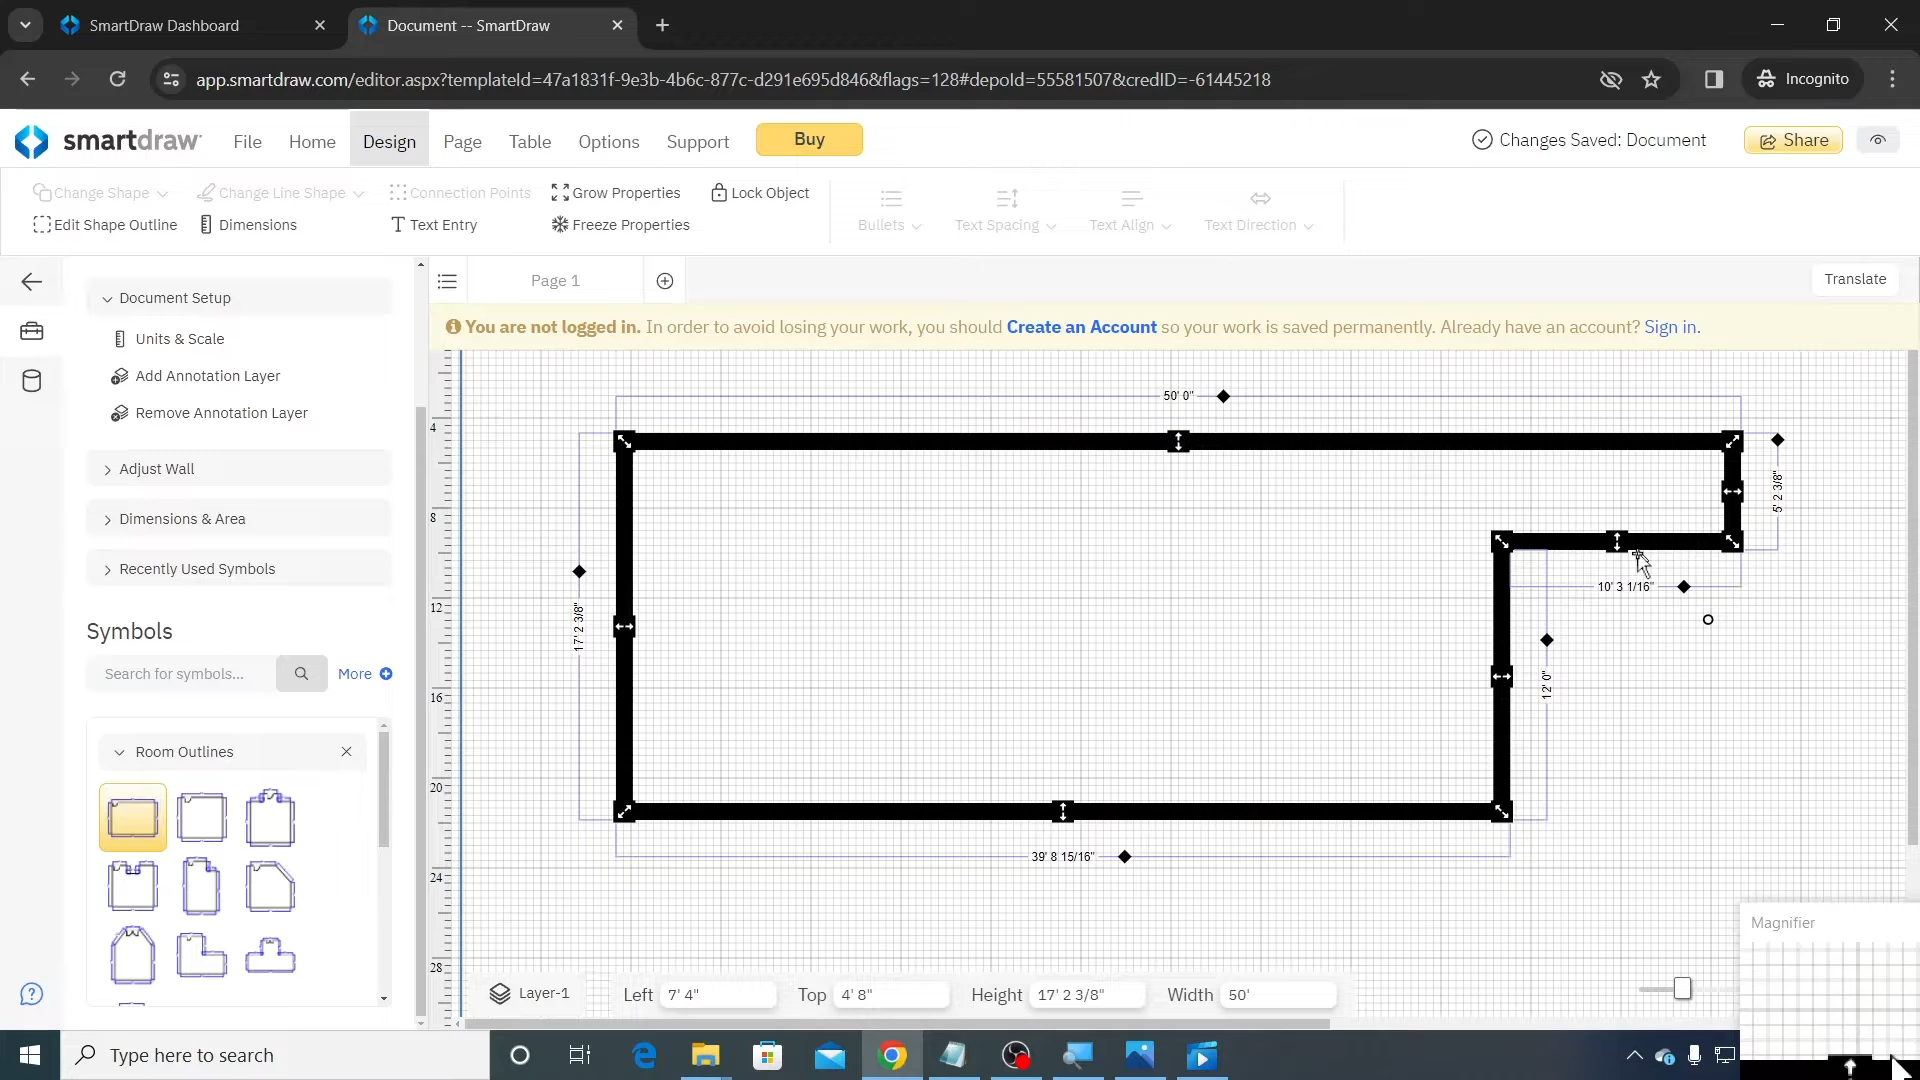 SmartDraw Dashboard
Document -- SmartDraw
app.smartdraw.com/editor.aspx?templateId=47a1831f-9e3b-4b6c-877c-d291e695d846&flags=128#depoId=55581507&credID=-61445218
Incognito
smartdraw
File Home Design Page Table Options Support Buy
Changes Saved: Document
Share
Change Shape Change Line Shape Connection Points Grow Properties Lock Object
Edit Shape Outline Dimensions Text Entry Freeze Properties
Bullets Text Spacing Text Align Text Direction
Document Setup
Units & Scale
Add Annotation Layer
Remove Annotation Layer
Adjust Wall
Dimensions & Area
Recently Used Symbols
Symbols
Search for symbols...
More
Room Outlines
Page 1
Translate
You are not logged in. In order to avoid losing your work, you should Create an Account so your work is saved permanently. Already have an account? Sign in.
4
8
12
16
20
24
28
50' 0"
5' 2 3/8"
10' 3 1/16"
17' 2 3/8"
12' 0"
39' 8 15/16"
Layer-1
Left 7' 4"
Top 4' 8"
Height 17' 2 3/8"
Width 50'
Magnifier
Type here to search